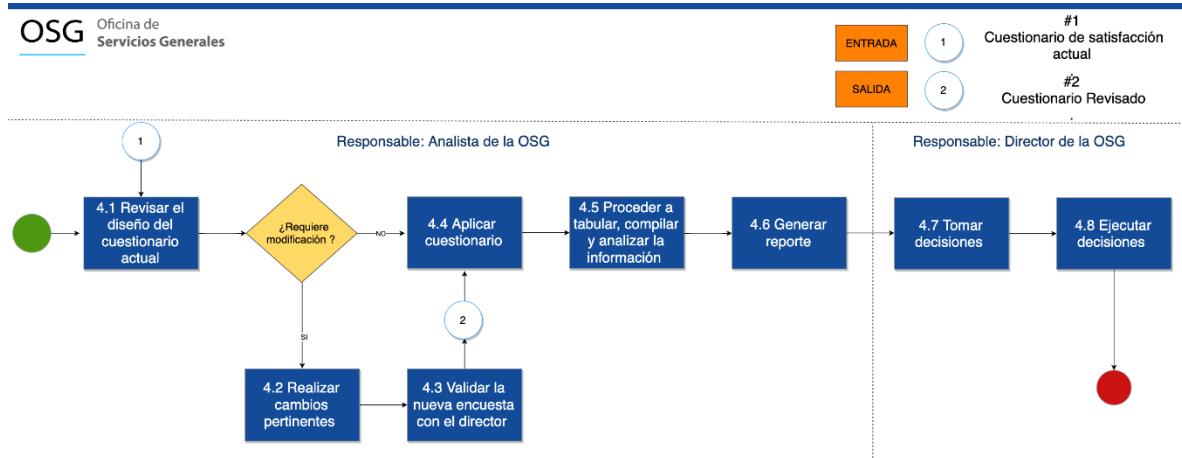 OSG
Oficina de
Servicios Generales
ENTRADA
1
#1
Cuestionario de satisfacción
actual
SALIDA
2
#2
Cuestionario Revisado
.
1
Responsable: Analista de la OSG
Responsable: Director de la OSG
4.1 Revisar el
diseño del
cuestionario
actual
¿Requiere
modificación ?
NO
4.4 Aplicar
cuestionario
4.5 Proceder a
tabular, compilar
y analizar la
información
4.6 Generar
reporte
4.7 Tomar
decisiones
4.8 Ejecutar
decisiones
SI
2
4.2 Realizar
cambios
pertinentes
4.3 Validar la
nueva encuesta
con el director